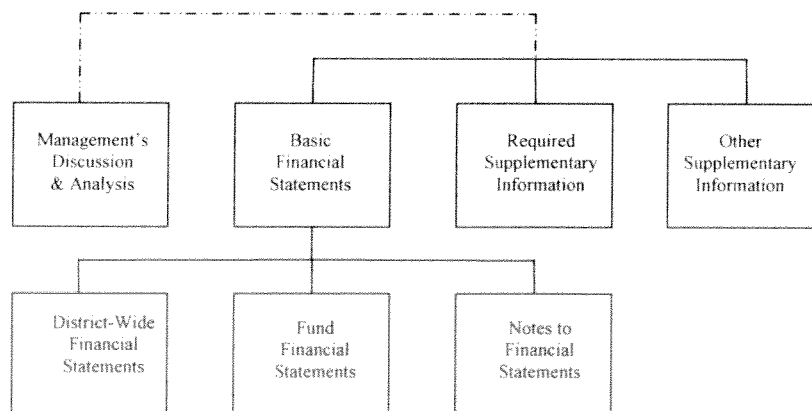 Management's
Discussion
& Analysis
Basic
Financial
Statements
Required
Supplementary
Information
Other
Supplementary
Information
District-Wide
Financial
Statements
Fund
Financial
Statements
Notes to
Financial
Statements